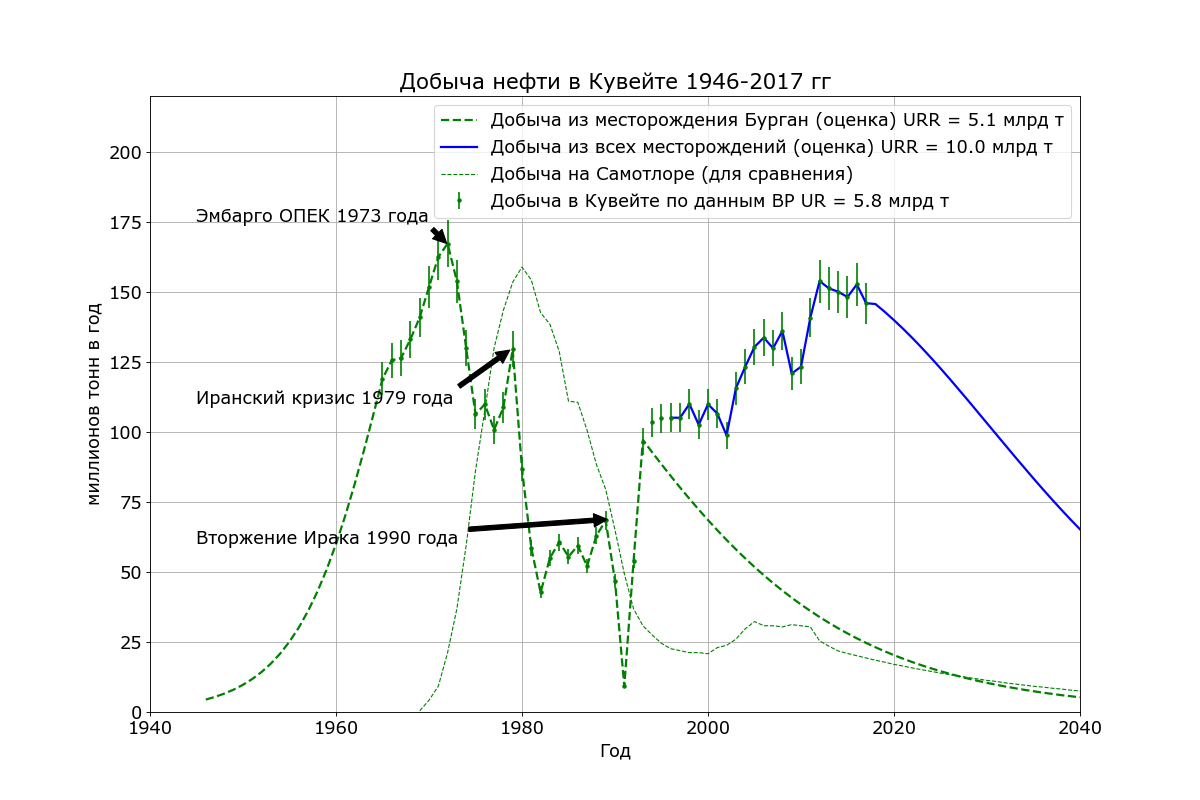 Добыча нефти в Кувейте 1946-2017 гг
Добыча из месторождения Бурган (оценка) URR = 5.1 млрд т
Добыча из всех месторождений (оценка) URR = 10.0 млрд т
Добыча на Самотлоре (для сравнения)
Добыча в Кувейте по данным BP UR = 5.8 млрд т
Эмбарго ОПЕК 1973 года
Иранский кризис 1979 года
Вторжение Ирака 1990 года
миллионов тонн в год
200
175
150
125
100
75
50
25
0
1940
1960
1980
2000
2020
2040
Год